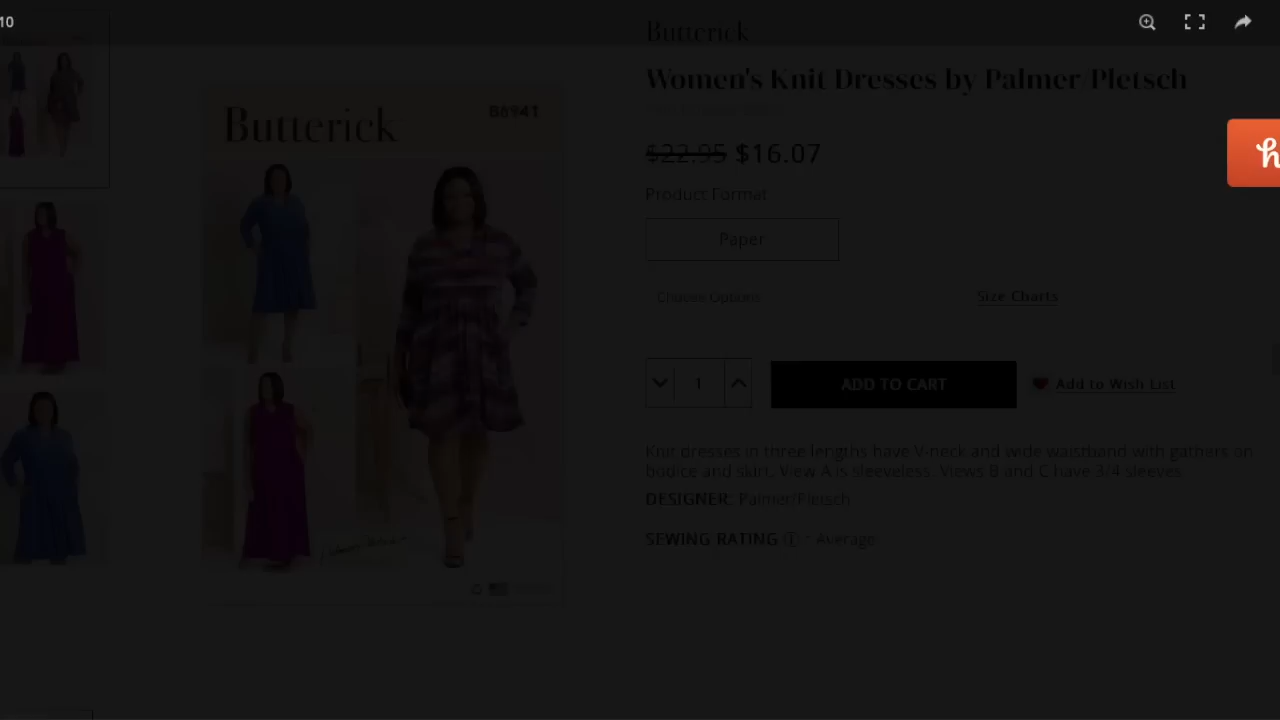 10
Butterick
Women's Knit Dresses by Palmer/Pletsch
$22.95 $16.07
Product Format
Paper
Choose Options
Size Charts
1
ADD TO CART
Add to Wish List
Knit dresses in three lengths have V-neck and wide waistband with gathers on
bodice and skirt. View A is sleeveless. Views B and C have 3/4 sleeves.
DESIGNER: Palmer/Pletsch
SEWING RATING : Average
Butterick
B6941
h